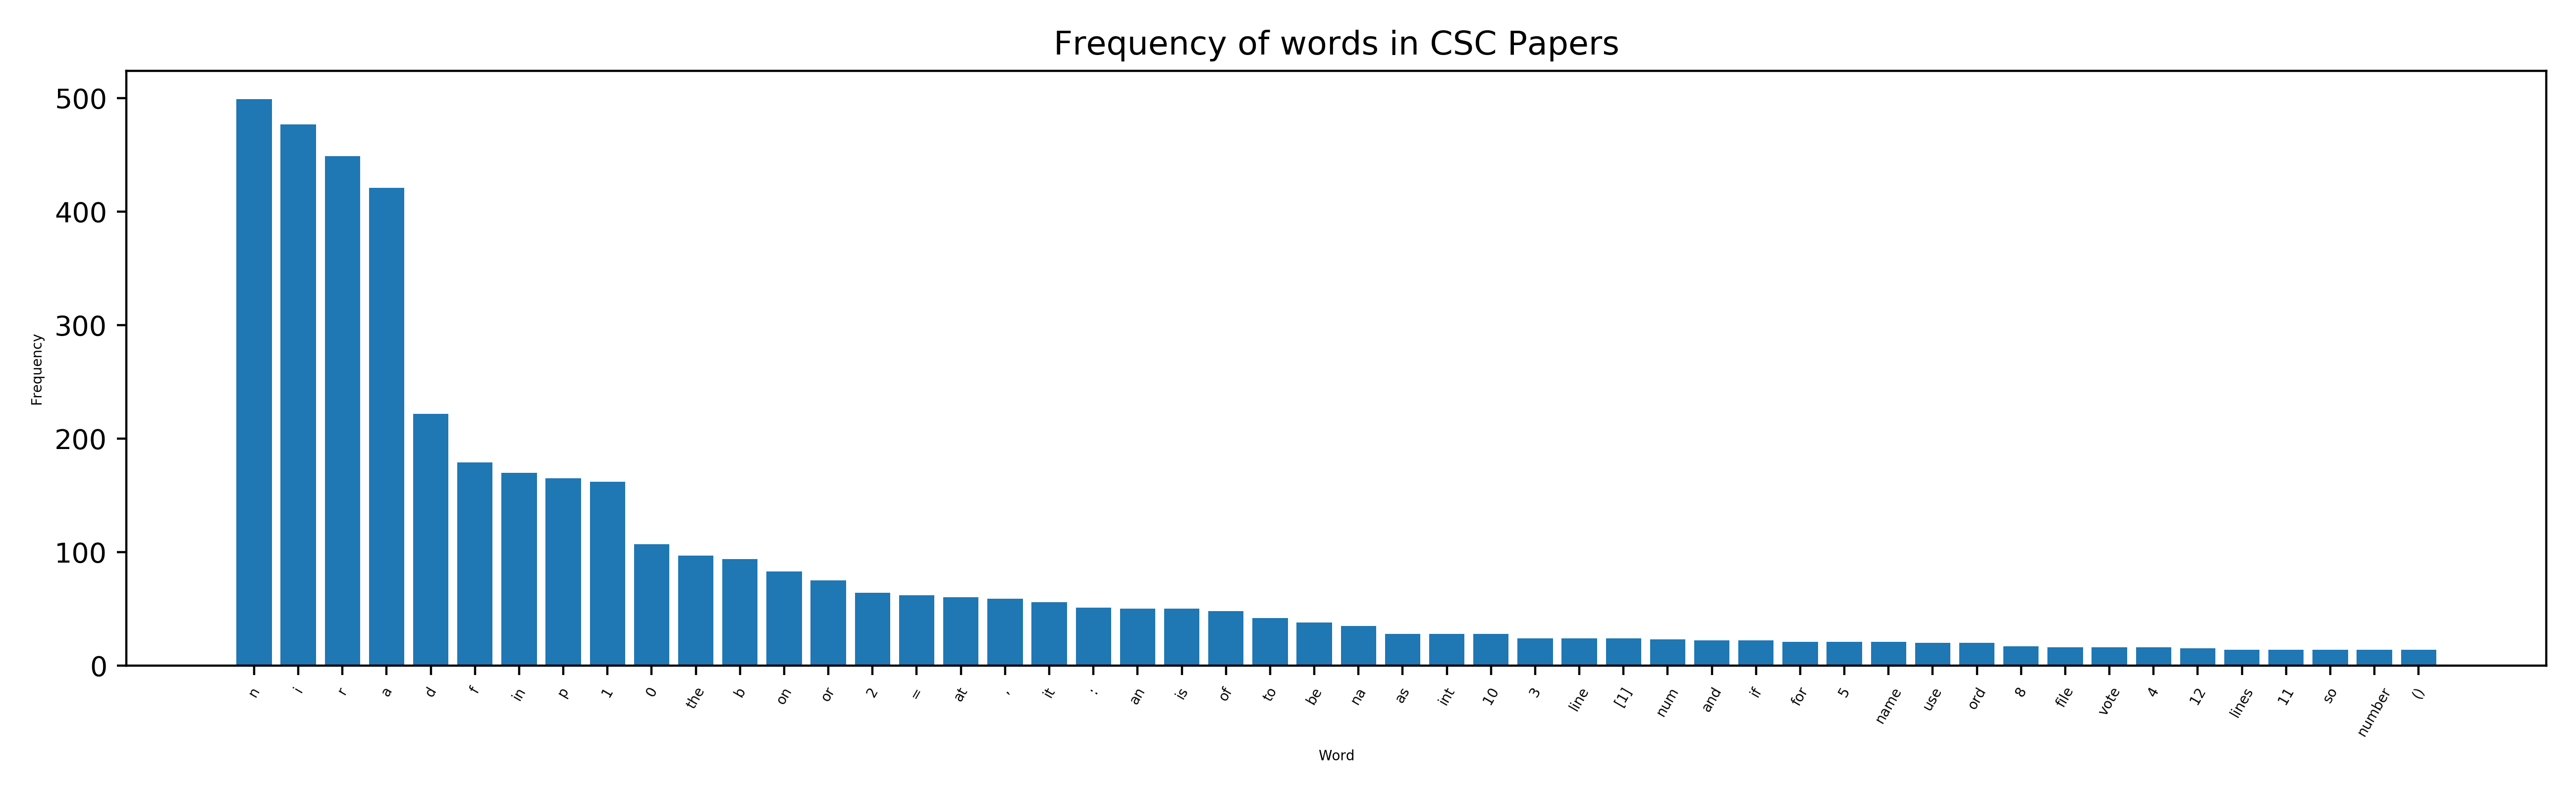 Frequency of words in CSC Papers
500
400
300
200
100
0
Frequency
n i r a d f in p 1 0 the b on or 2 = at , it : an is of to be na as int 10 3 line [1] num and if for 5 name use ord 8 file vote 4 12 lines 11 so number ()
Word